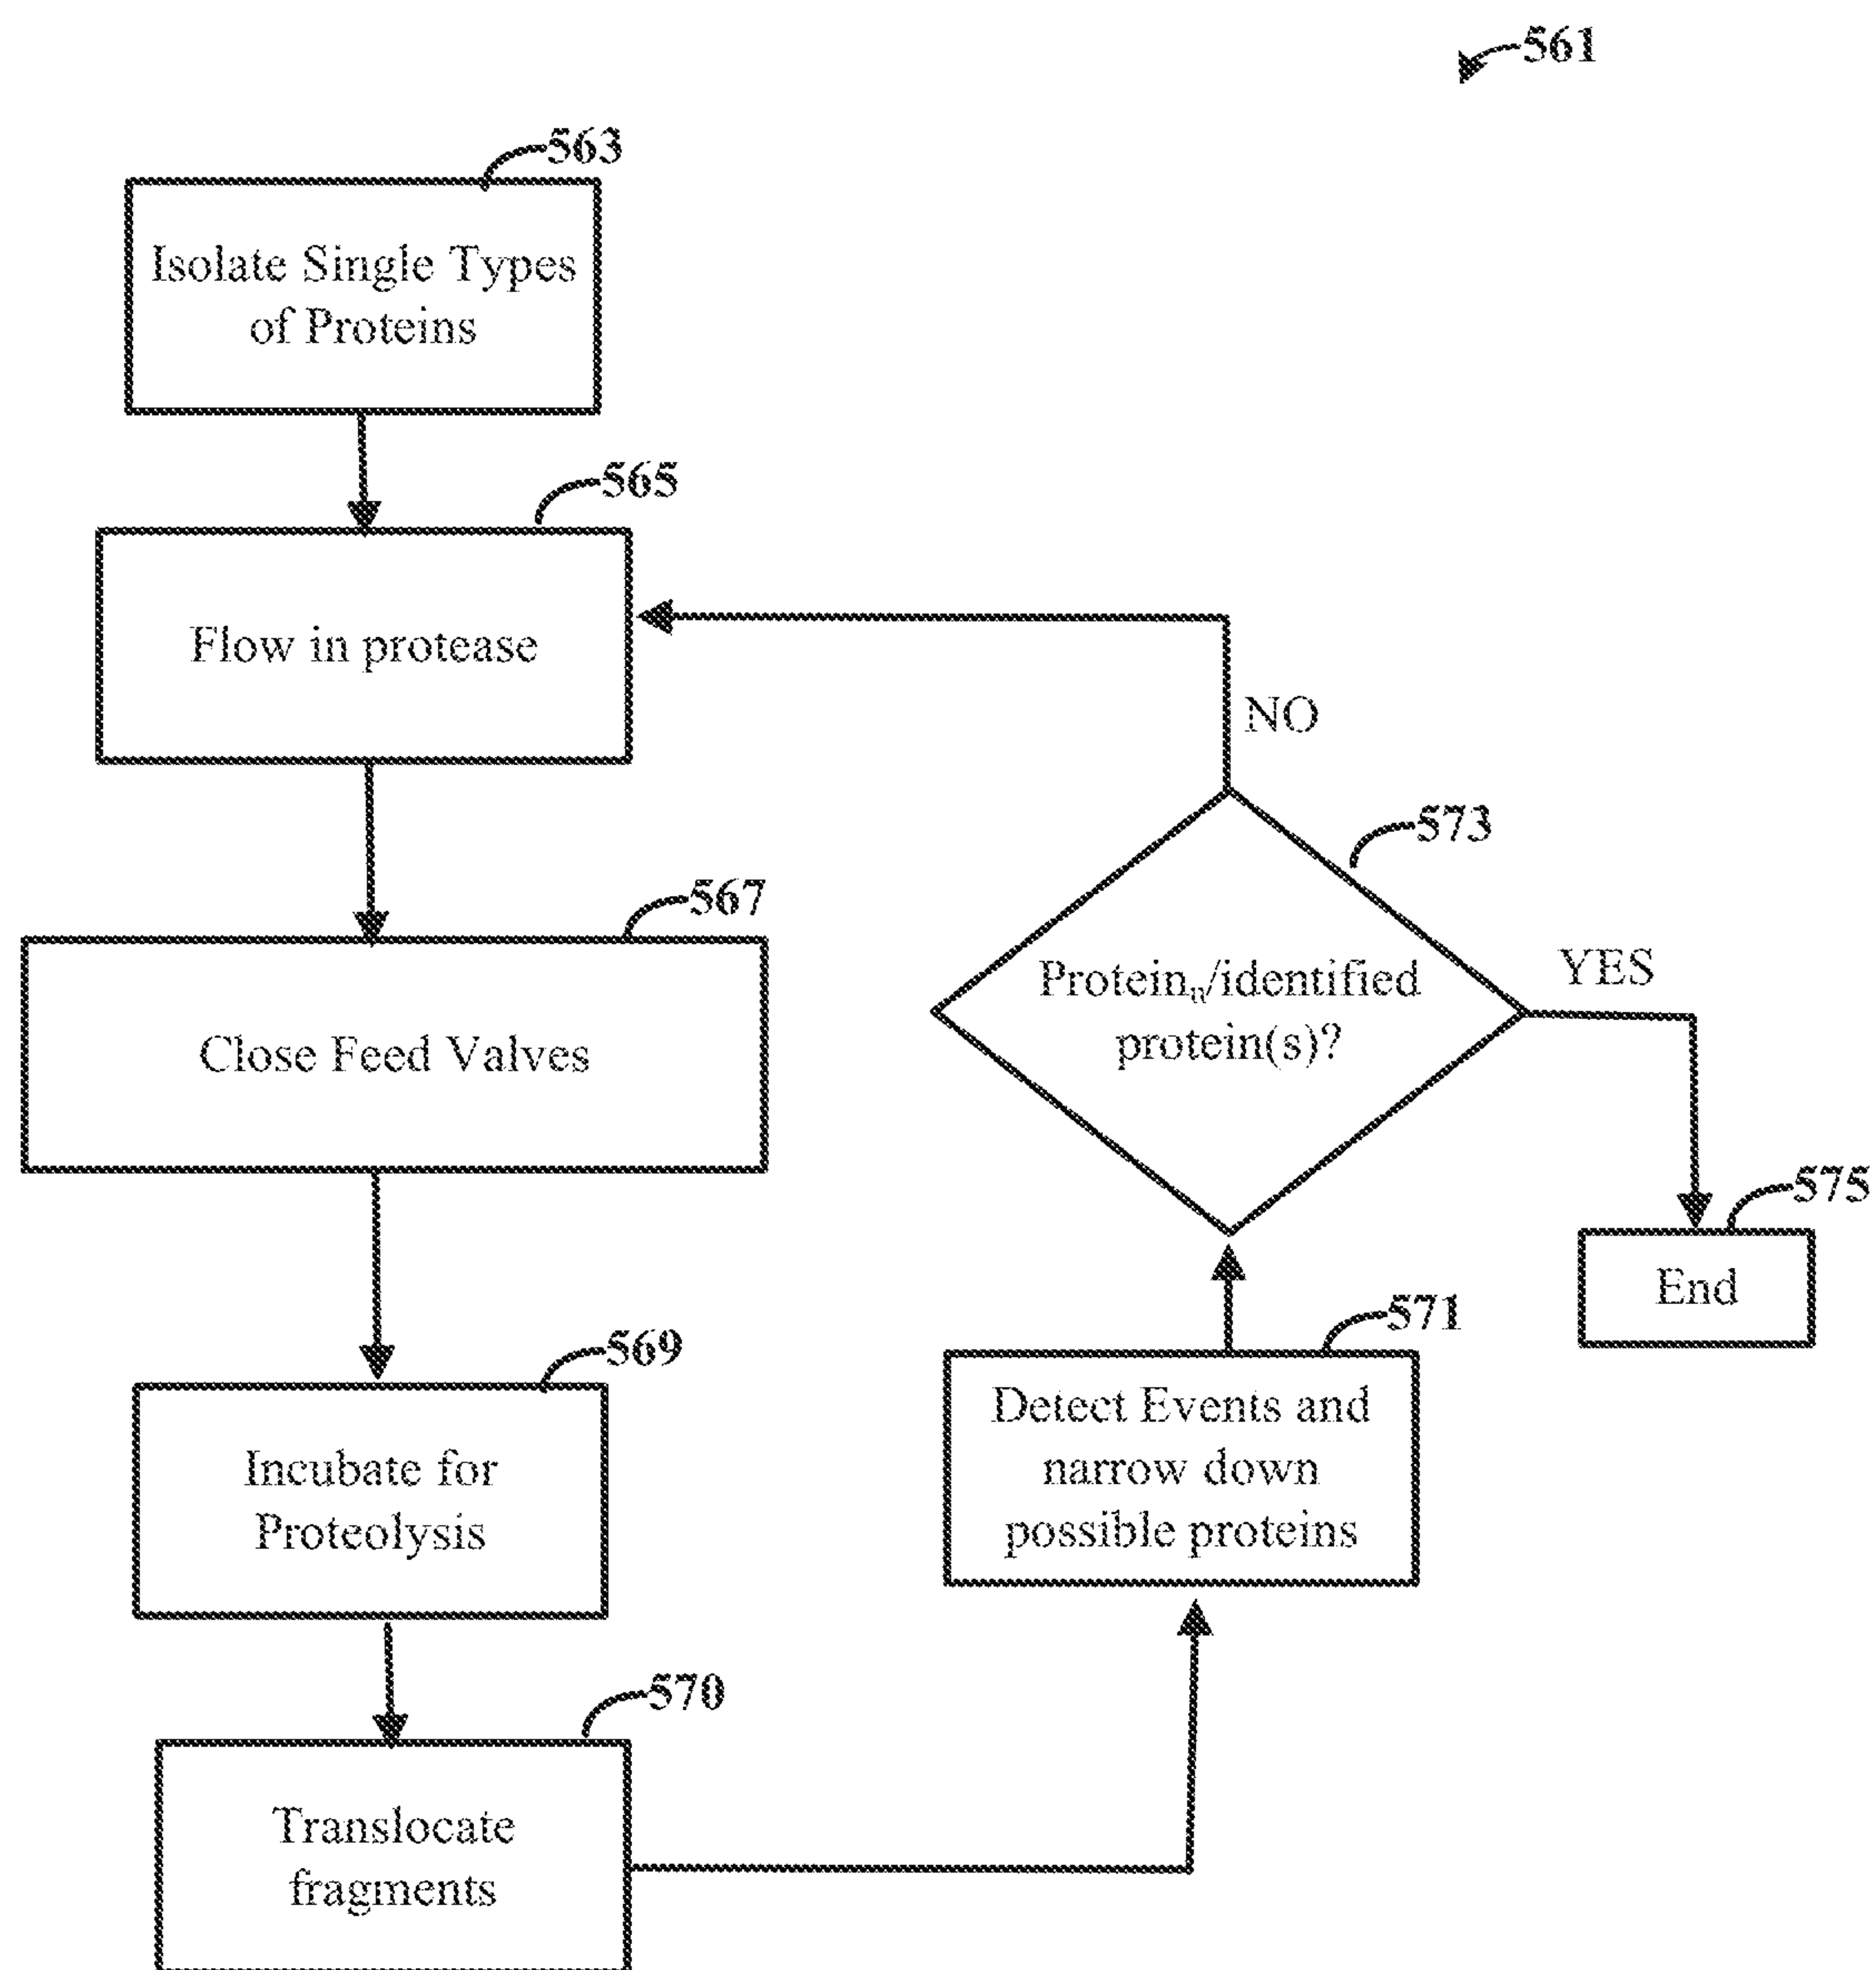 561
563
Isolate Single Types
of Proteins
565
Flow in protease
NO
573
567
Protein_n/identified
protein(s)?
YES
Close Feed Valves
575
End
571
569
Detect Events and
narrow down
possible proteins
Incubate for
Proteolysis
570
Translocate
fragments